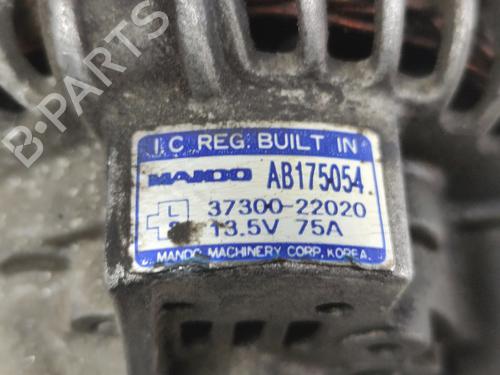 B-PARTS
I.C REG. BUILT IN
MANDO AB175054
L 37300-22020
13.5V 75A
MANDO MACHINERY CORP. KOREA.